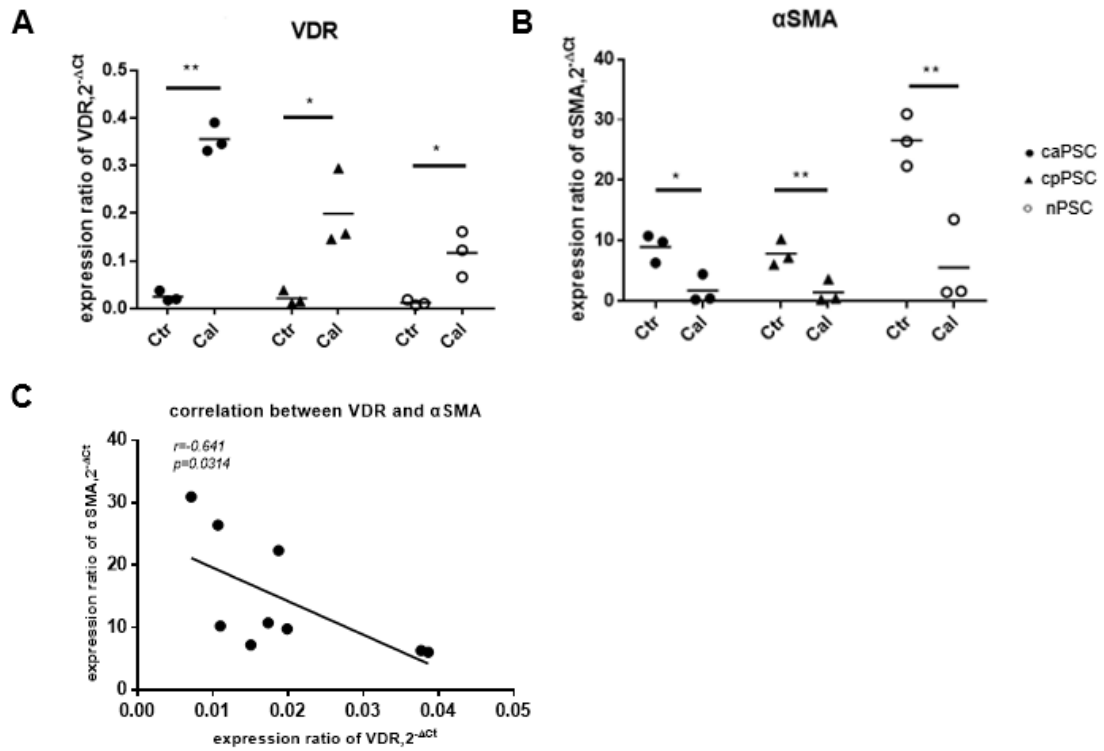 A
VDR
expression ratio of VDR,2^-ΔCt
0.5
0.4
0.3
0.2
0.1
0.0
**
*
*
Ctr
Cal
Ctr
Cal
Ctr
Cal
B
αSMA
expression ratio of αSMA,2^-ΔCt
40
30
20
10
0
*
**
**
Ctr
Cal
Ctr
Cal
Ctr
Cal
caPSC
cpPSC
nPSC
C
correlation between VDR and αSMA
r=-0.641
p=0.0314
expression ratio of αSMA,2^-ΔCt
40
30
20
10
0
0.00 0.01 0.02 0.03 0.04 0.05
expression ratio of VDR,2^-ΔCt